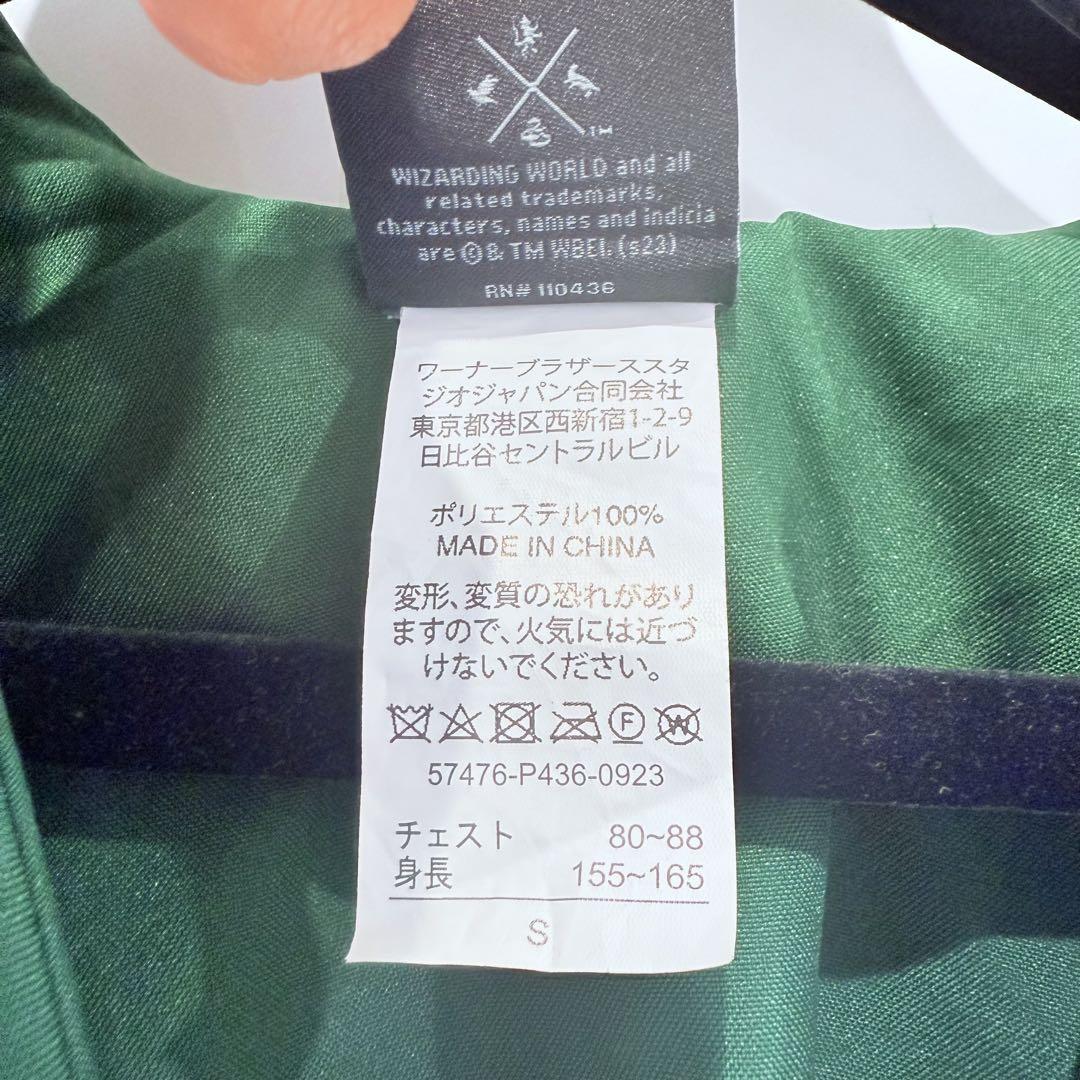 TM
WIZARDING WORLD and all
related trademarks,
characters, names and indicia
are © & TM WBEI. (s23)
RN# 110436
ワーナーブラザーススタ
ジオジャパン合同会社
東京都港区西新宿1-2-9
日比谷セントラルビル
ポリエステル100%
MADE IN CHINA
変形、変質の恐れがあり
ますので、火気には近づ
けないでください。
F W
57476-P436-0923
チェスト 80~88
身長 155~165
S